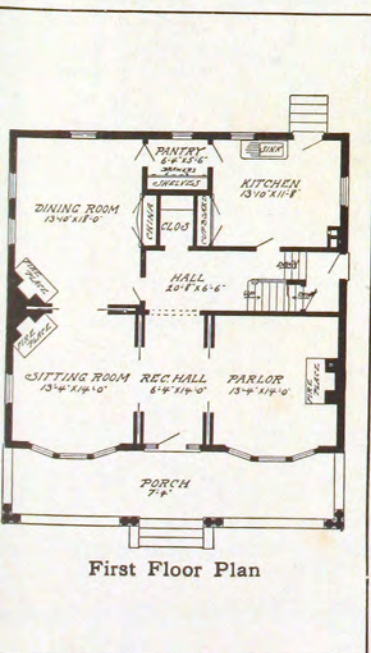 PANTRY
6'-4" X 5'-6"
DRAWERS
SHELVES
SINK
KITCHEN
13'-10" X 11'-8"
DINING ROOM
13'-10" X 18'-0"
CHINA
CLOS
CUPBOARD
HALL
20'-8" X 6'-6"
FIRE PLACE
FIRE PLACE
SITTING ROOM
13'-4" X 14'-0"
REC. HALL
6'-4" X 14'-0"
PARLOR
13'-4" X 14'-0"
FIRE PLACE
PORCH
7'-4"
First Floor Plan